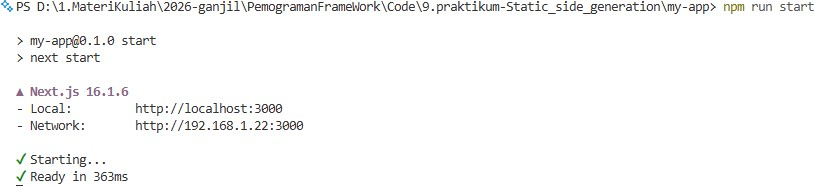 PS D:\1.MateriKuliah\2026-ganjil\PemogramanFrameWork\Code\9.praktikum-Static_side_generation\my-app> npm run start
> my-app@0.1.0 start
> next start
▲ Next.js 16.1.6
- Local: http://localhost:3000
- Network: http://192.168.1.22:3000
✓ Starting...
✓ Ready in 363ms